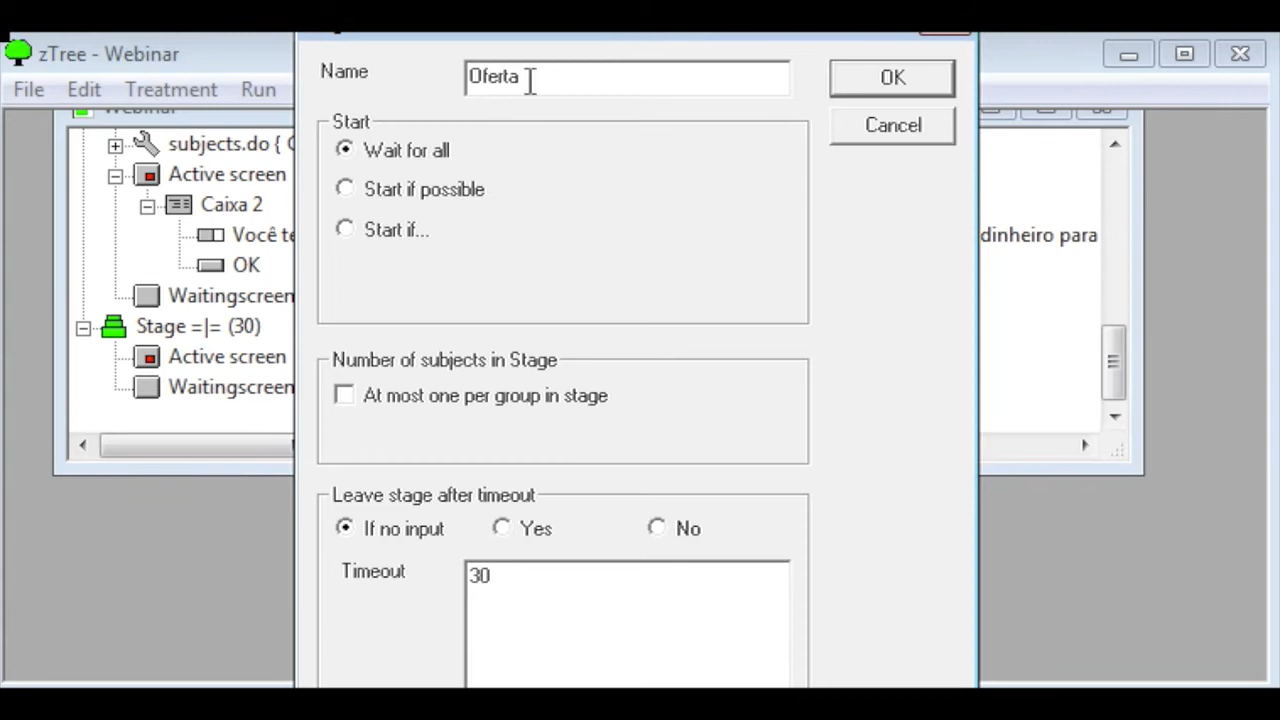 zTree - Webinar
File Edit Treatment Run
subjects.do {
Active screen
Caixa 2
Você
OK
Waitingscreen
Stage =|= (30)
Active screen
Waitingscreen
Name
Oferta
OK
Cancel
Start
Wait for all
Start if possible
Start if...
Number of subjects in Stage
At most one per group in stage
Leave stage after timeout
If no input Yes No
Timeout
30
dinheiro para